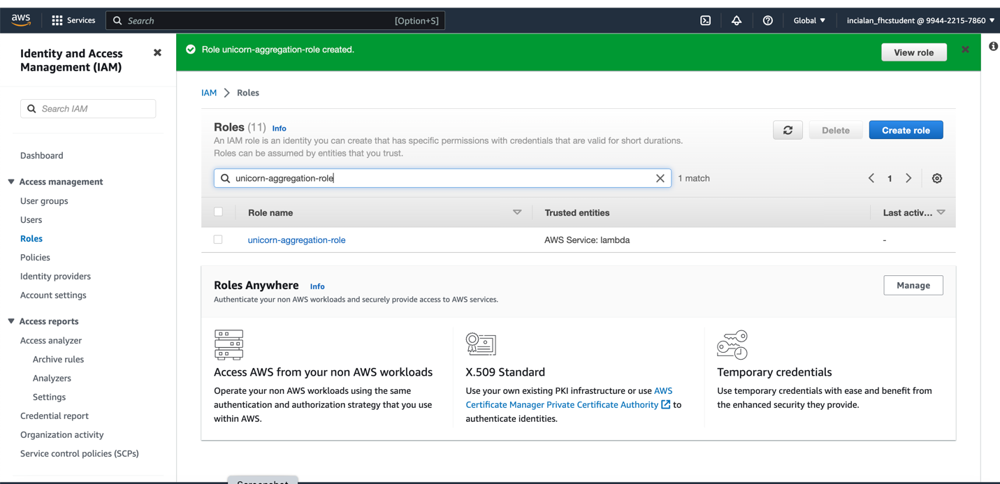 aws
Services
Search
[Option+S]
Global ▼
incialan_fhcstudent @ 9944-2215-7860 ▼
Identity and Access
Management (IAM)
Search IAM
Dashboard
Access management
User groups
Users
Roles
Policies
Identity providers
Account settings
Access reports
Access analyzer
Archive rules
Analyzers
Settings
Credential report
Organization activity
Service control policies (SCPs)
Role unicorn-aggregation-role created.
View role
IAM > Roles
Roles (11) Info
An IAM role is an identity you can create that has specific permissions with credentials that are valid for short durations.
Roles can be assumed by entities that you trust.
Delete
Create role
unicorn-aggregation-role
1 match
1
Role name
Trusted entities
Last activ...
unicorn-aggregation-role
AWS Service: lambda
-
Roles Anywhere Info
Authenticate your non AWS workloads and securely provide access to AWS services.
Manage
Access AWS from your non AWS workloads
Operate your non AWS workloads using the same
authentication and authorization strategy that you use
within AWS.
X.509 Standard
Use your own existing PKI infrastructure or use AWS
Certificate Manager Private Certificate Authority to
authenticate identities.
Temporary credentials
Use temporary credentials with ease and benefit from
the enhanced security they provide.
Screenshot